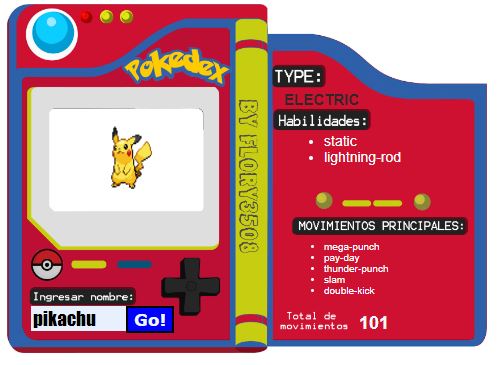 Pokedex
BY FLORY3508
Ingresar nombre:
pikachu
Go!
TYPE:
ELECTRIC
Habilidades:
static
lightning-rod
MOVIMIENTOS PRINCIPALES:
mega-punch
pay-day
thunder-punch
slam
double-kick
Total de
movimientos
101